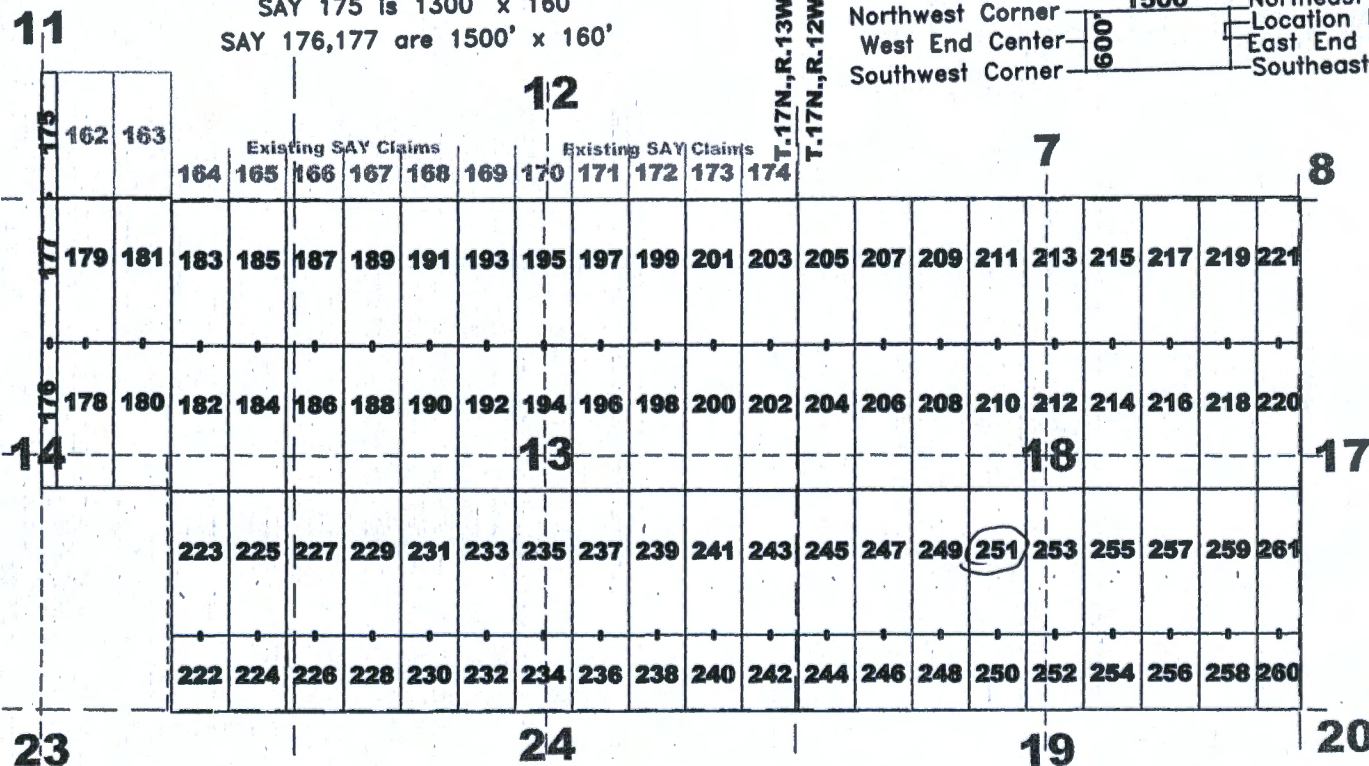 11
SAY 175 is 1300' x 160'
SAY 176,177 are 1500' x 160'
12
T.17N.,R.13W
T.17N.,R.12W
1500'
Northwest Corner
West End Center
Southwest Corner
600'
Location
East End
Southeast
7
8
175 162 163
Existing SAY Claims Existing SAY Claims
164 165 166 167 168 169 170 171 172 173 174
177 179 181 183 185 187 189 191 193 195 197 199 201 203 205 207 209 211 213 215 217 219 221
176 178 180 182 184 186 188 190 192 194 196 198 200 202 204 206 208 210 212 214 216 218 220
14 13 18 17
223 225 227 229 231 233 235 237 239 241 243 245 247 249 251 253 255 257 259 261
222 224 226 228 230 232 234 236 238 240 242 244 246 248 250 252 254 256 258 260
23 24 19 20